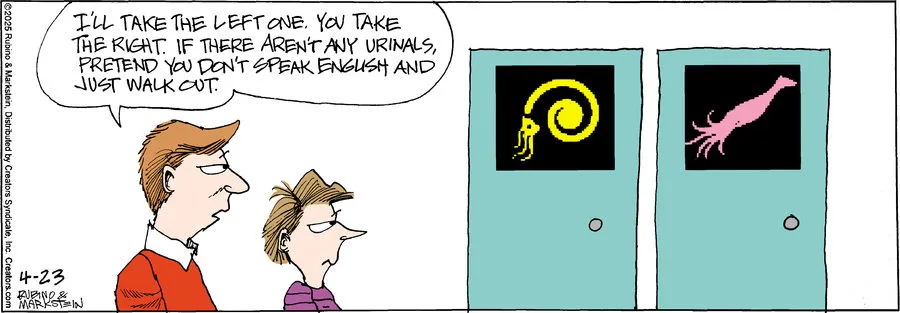 ©2025 Rubino & Markstein, Distributed by Creators Syndicate, Inc. Creators.com
I'LL TAKE THE LEFT ONE. YOU TAKE
THE RIGHT. IF THERE AREN'T ANY URINALS,
PRETEND YOU DON'T SPEAK ENGLISH AND
JUST WALK OUT.
4-23
RUBINO &
MARKSTEIN